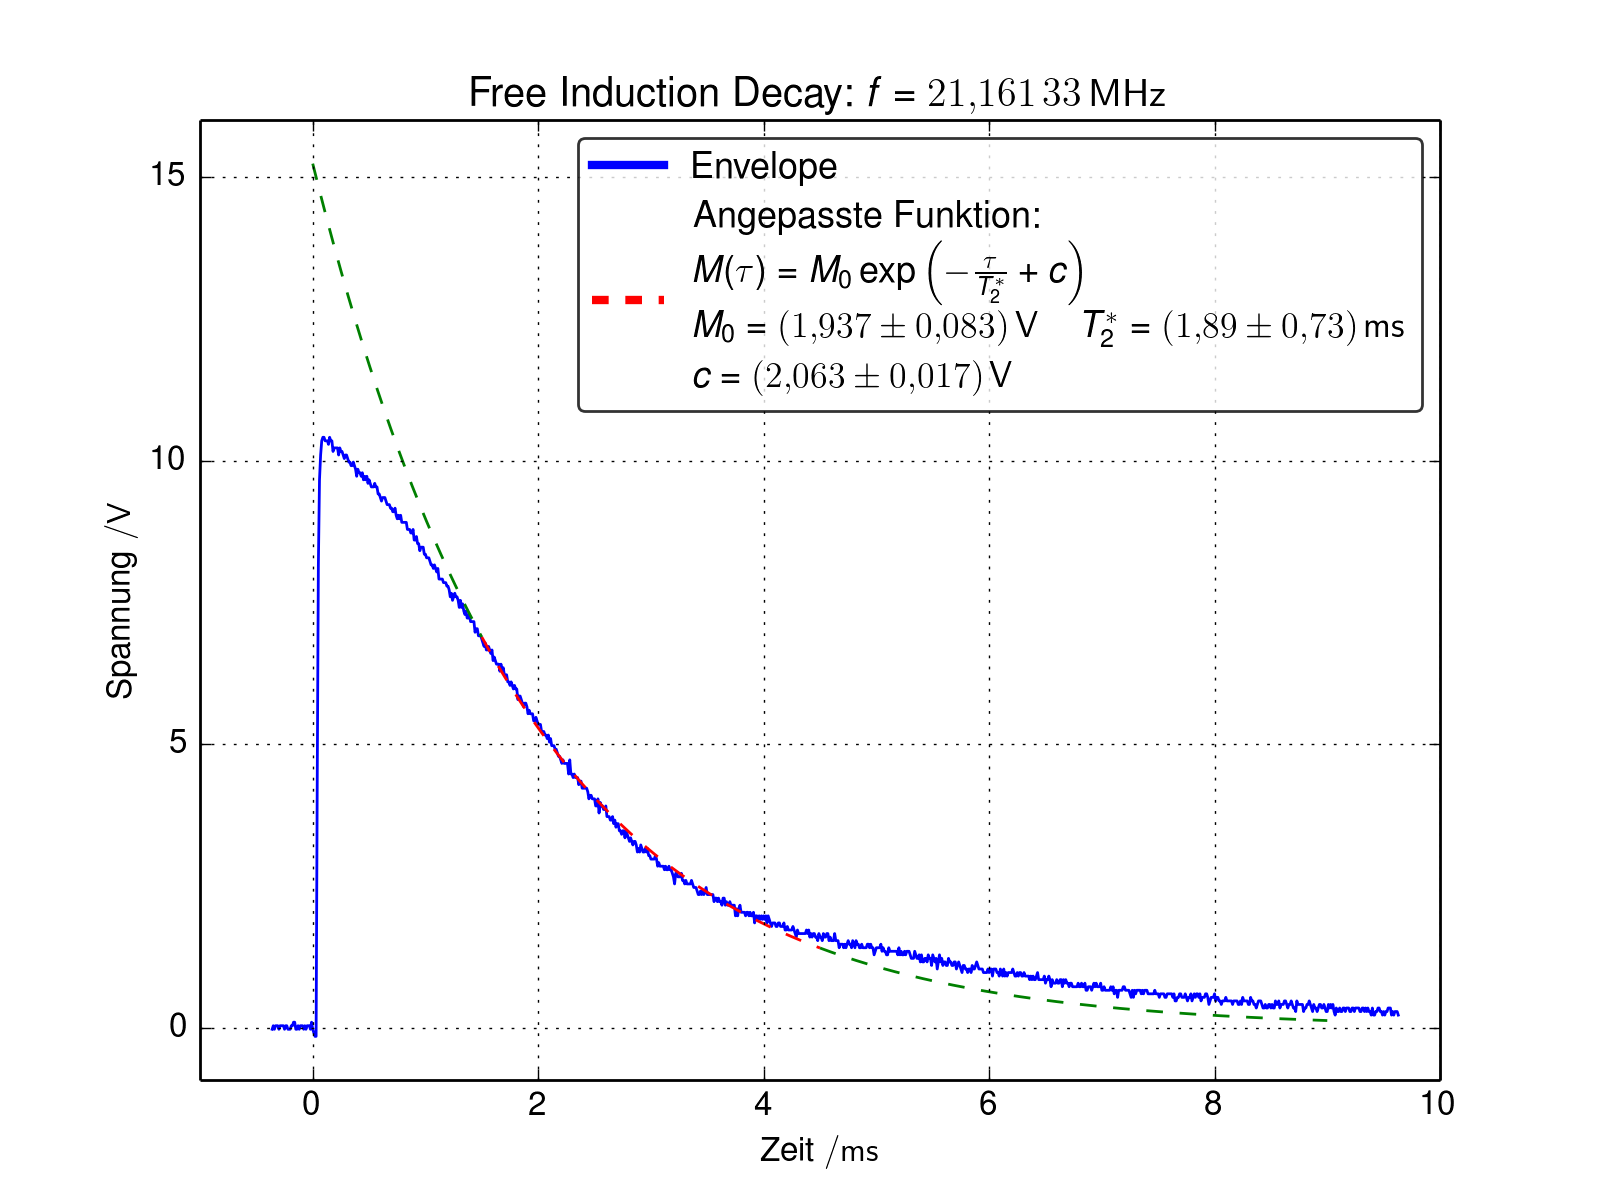 Free Induction Decay: f = 21,161 33 MHz
Envelope
Angepasste Funktion:
M(τ) = M₀ exp(−τ/T₂* + c)
M₀ = (1,937 ± 0,083) V T₂* = (1,89 ± 0,73) ms
c = (2,063 ± 0,017) V
Spannung /V
15
10
5
0
0 2 4 6 8 10
Zeit /ms